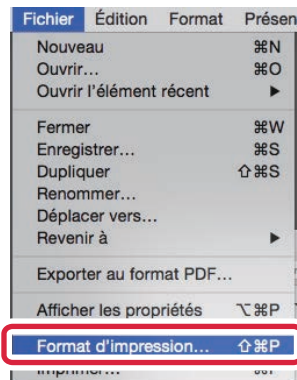 Fichier Édition Format Présen
Nouveau ⌘N
Ouvrir... ⌘O
Ouvrir l'élément récent ▶
Fermer ⌘W
Enregistrer... ⌘S
Dupliquer ⇧⌘S
Renommer...
Déplacer vers...
Revenir à ▶
Exporter au format PDF...
Afficher les propriétés ⌥⌘P
Format d'impression... ⇧⌘P
Imprimer... ⌘P